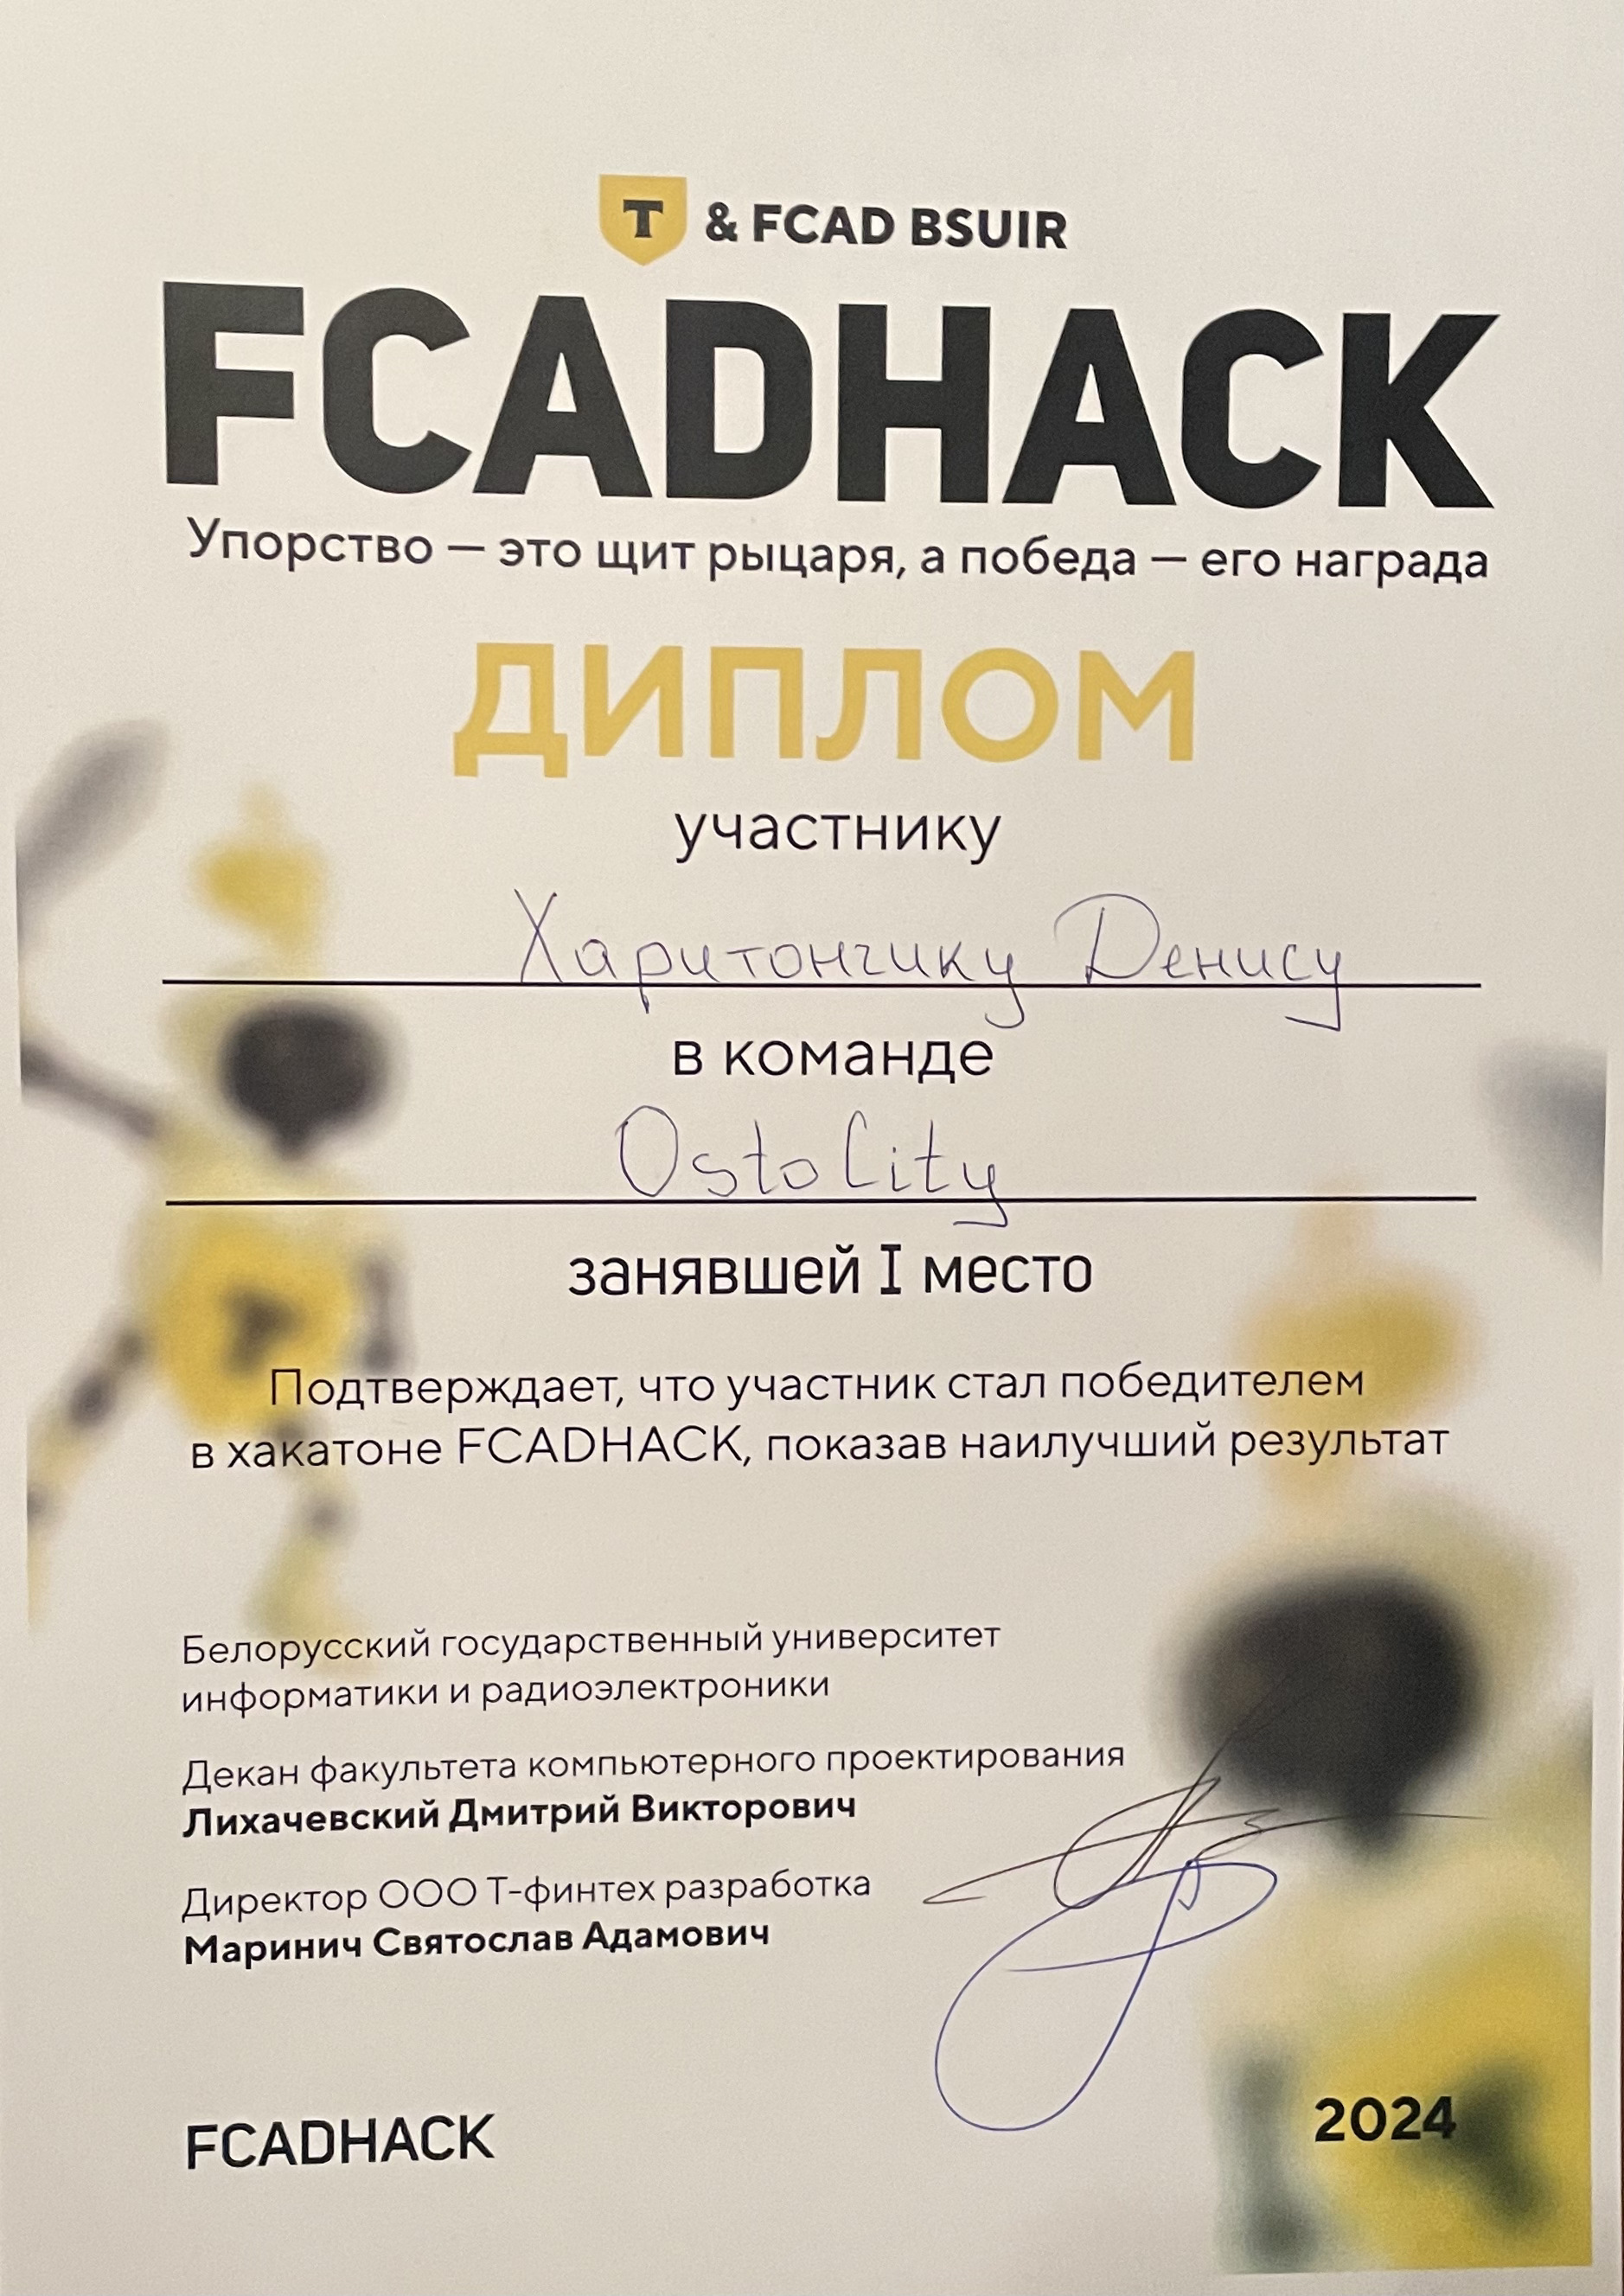 Т & FCAD BSUIR
FCADHACK
Упорство — это щит рыцаря, а победа — его награда
ДИПЛОМ
участнику
Харитончику Денису
в команде
OstoCity
занявшей I место
Подтверждает, что участник стал победителем
в хакатоне FCADHACK, показав наилучший результат
Белорусский государственный университет
информатики и радиоэлектроники
Декан факультета компьютерного проектирования
Лихачевский Дмитрий Викторович
Директор ООО Т-финтех разработка
Маринич Святослав Адамович
FCADHACK
2024